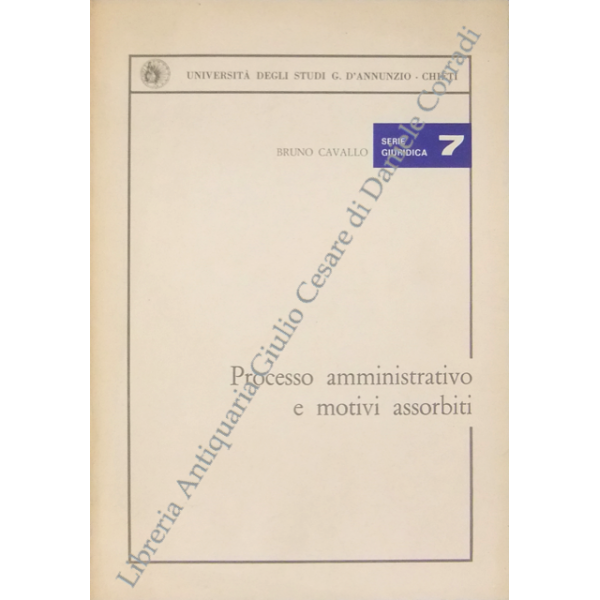 UNIVERSITÀ DEGLI STUDI G. D'ANNUNZIO · CHIETI
BRUNO CAVALLO
SERIE
GIURIDICA 7
Processo amministrativo
e motivi assorbiti
Libreria Antiquaria Giulio Cesare di Daniele Corradi